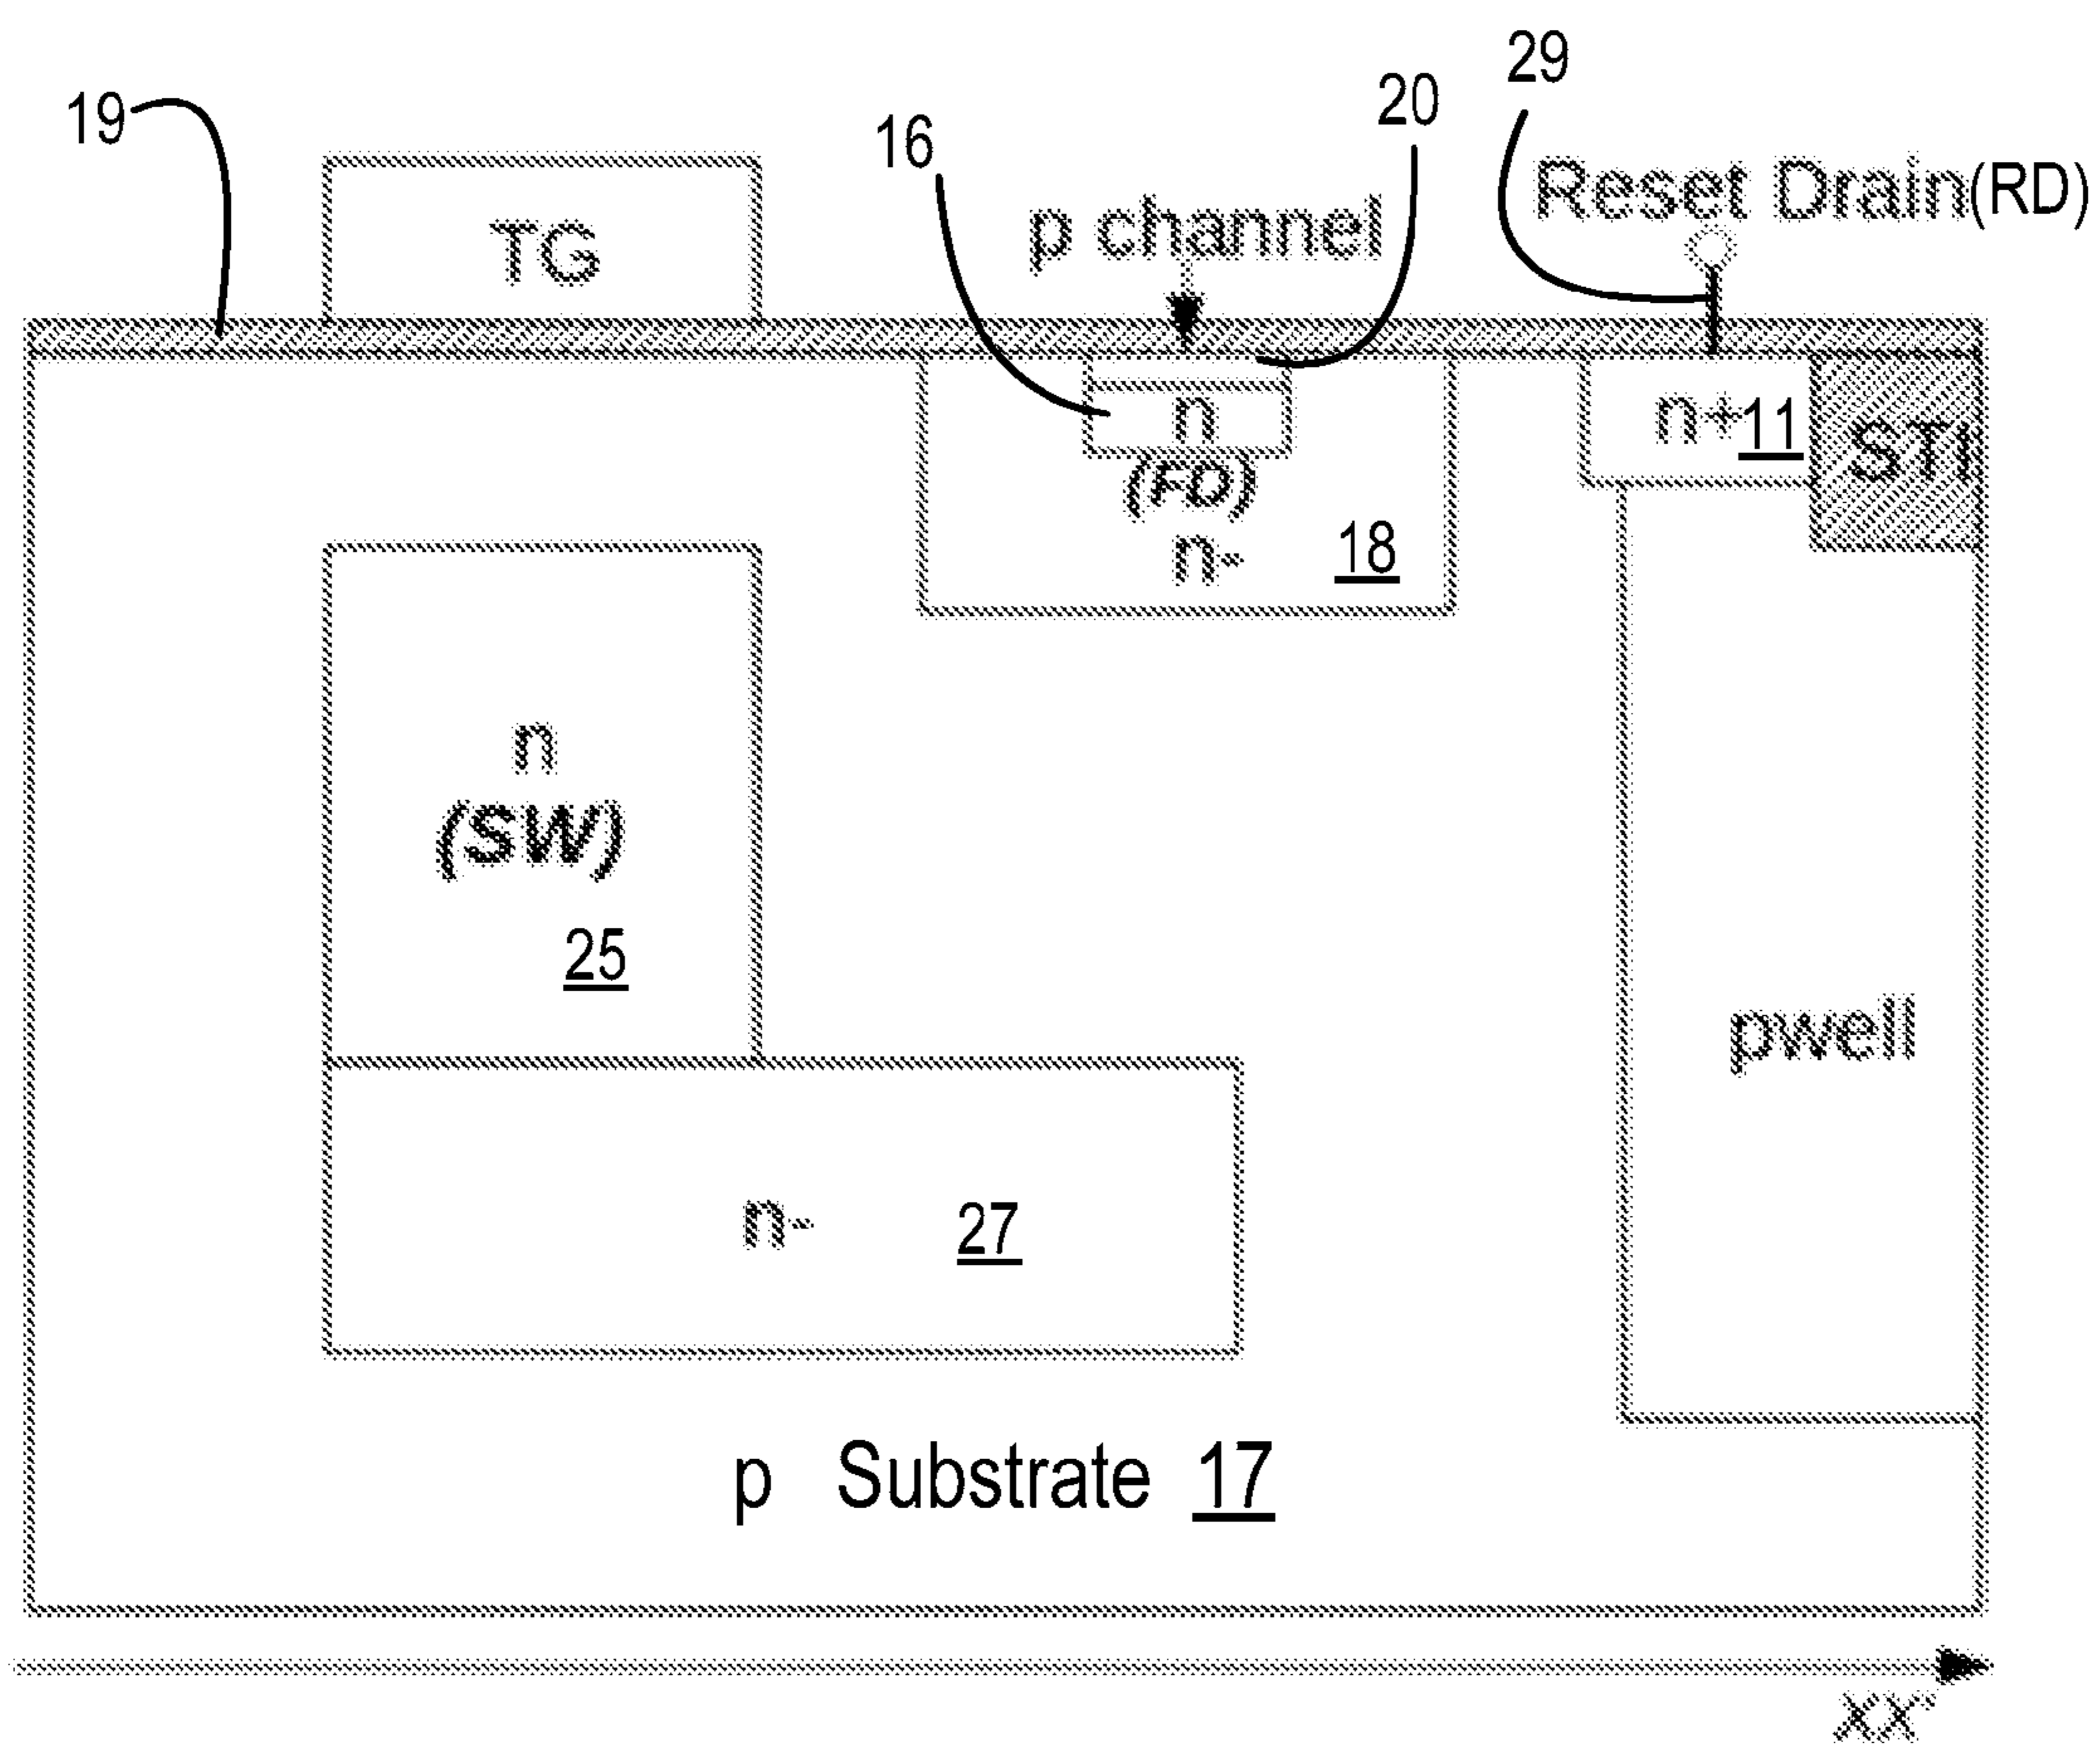 29
20
19
16
Reset Drain(RD)
p channel
TG
n
n+ 11
STI
(FD)
n- 18
n
(SW)
25
pwell
n- 27
p Substrate 17